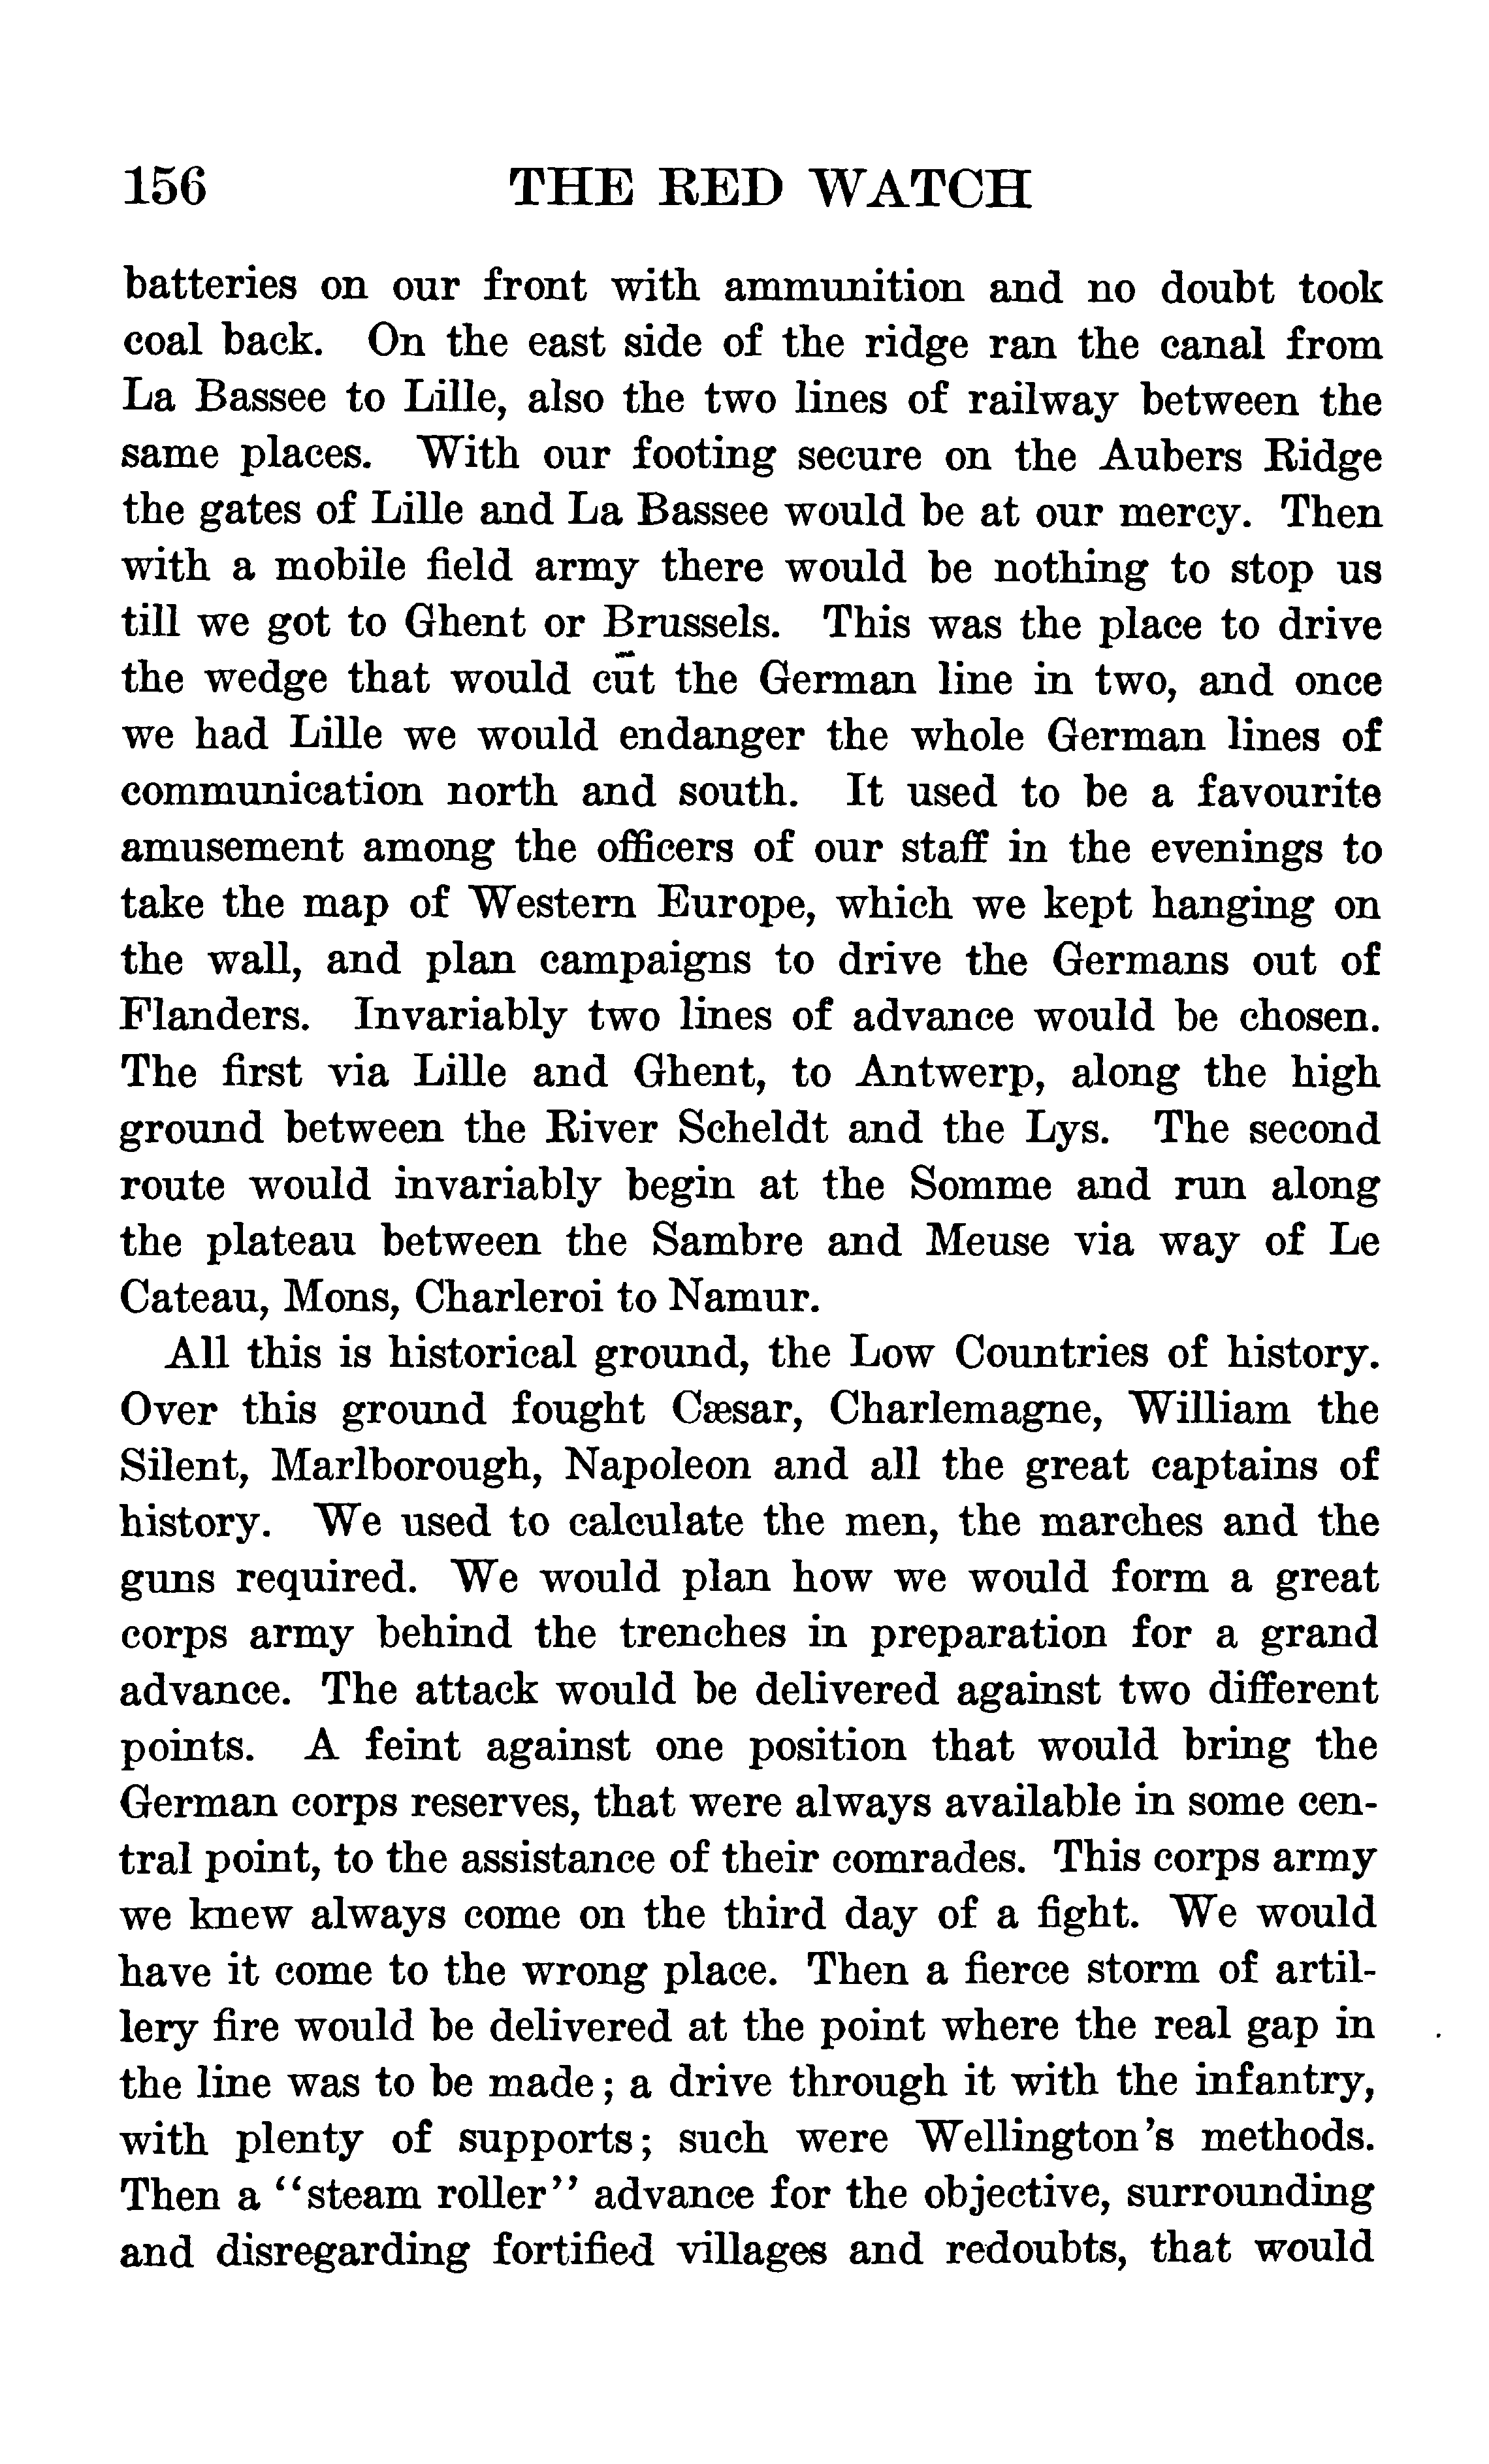 156 THE RED WATCH
batteries on our front with ammunition and no doubt took
coal back. On the east side of the ridge ran the canal from
La Bassee to Lille, also the two lines of railway between the
same places. With our footing secure on the Aubers Ridge
the gates of Lille and La Bassee would be at our mercy. Then
with a mobile field army there would be nothing to stop us
till we got to Ghent or Brussels. This was the place to drive
the wedge that would cut the German line in two, and once
we had Lille we would endanger the whole German lines of
communication north and south. It used to be a favourite
amusement among the officers of our staff in the evenings to
take the map of Western Europe, which we kept hanging on
the wall, and plan campaigns to drive the Germans out of
Flanders. Invariably two lines of advance would be chosen.
The first via Lille and Ghent, to Antwerp, along the high
ground between the River Scheldt and the Lys. The second
route would invariably begin at the Somme and run along
the plateau between the Sambre and Meuse via way of Le
Cateau, Mons, Charleroi to Namur.
All this is historical ground, the Low Countries of history.
Over this ground fought Cæsar, Charlemagne, William the
Silent, Marlborough, Napoleon and all the great captains of
history. We used to calculate the men, the marches and the
guns required. We would plan how we would form a great
corps army behind the trenches in preparation for a grand
advance. The attack would be delivered against two different
points. A feint against one position that would bring the
German corps reserves, that were always available in some cen-
tral point, to the assistance of their comrades. This corps army
we knew always come on the third day of a fight. We would
have it come to the wrong place. Then a fierce storm of artil-
lery fire would be delivered at the point where the real gap in
the line was to be made; a drive through it with the infantry,
with plenty of supports; such were Wellington's methods.
Then a "steam roller" advance for the objective, surrounding
and disregarding fortified villages and redoubts, that would